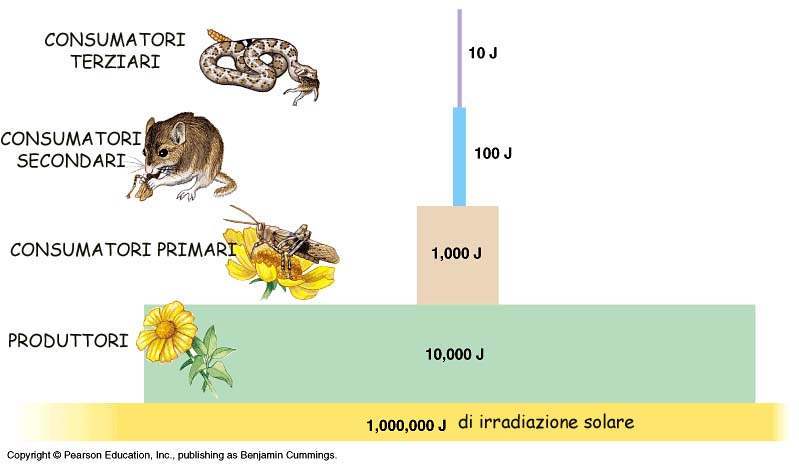 CONSUMATORI
TERZIARI
10 J
CONSUMATORI
SECONDARI
100 J
CONSUMATORI PRIMARI
1,000 J
PRODUTTORI
10,000 J
1,000,000 J di irradiazione solare
Copyright © Pearson Education, Inc., publishing as Benjamin Cummings.